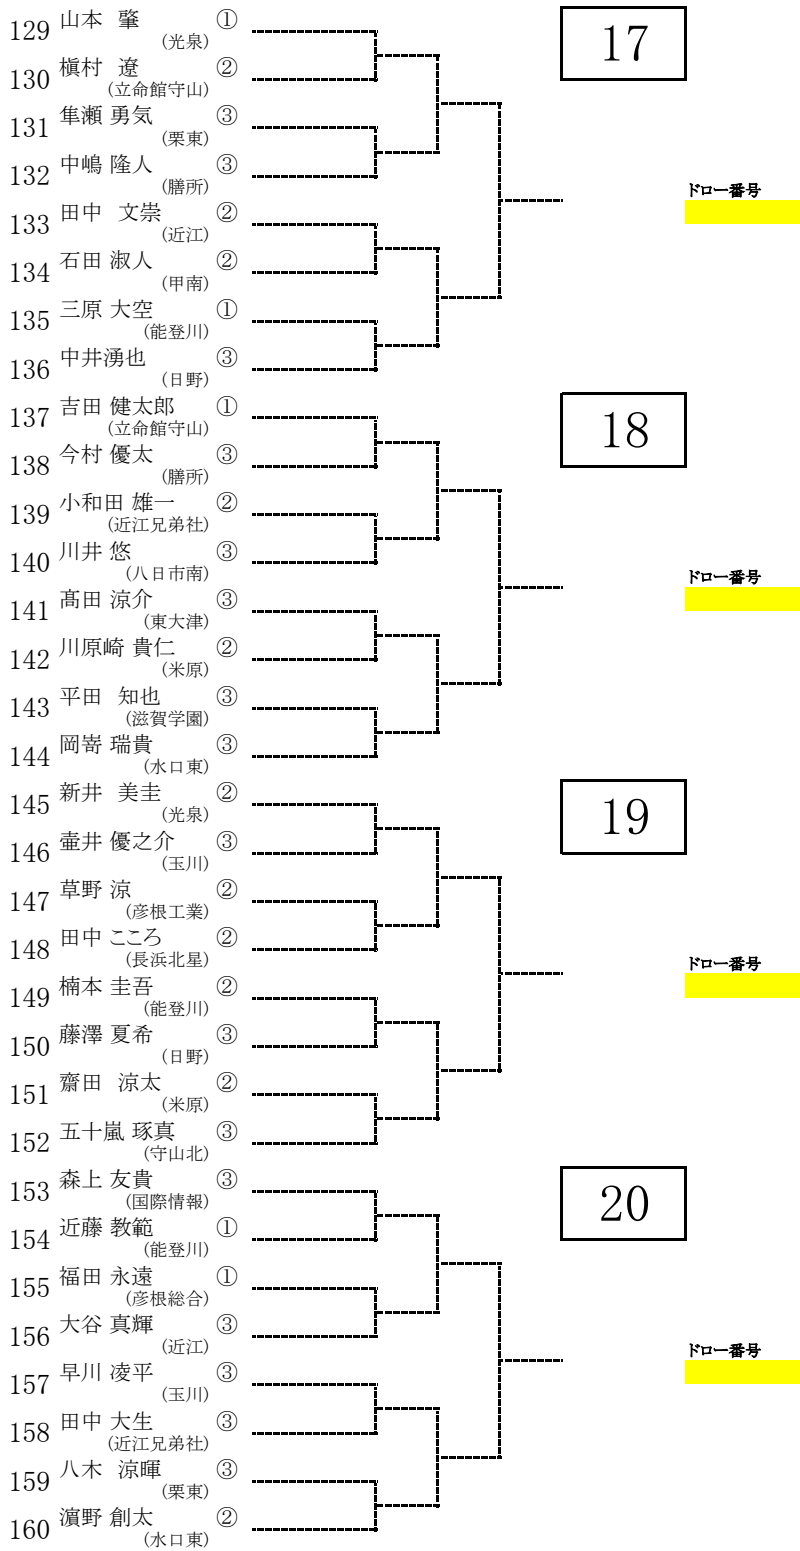 129 山本 肇 ①
(光泉)
17
130 槇村 遼 ②
(立命館守山)
131 隼瀬 勇気 ③
(栗東)
132 中嶋 隆人 ③
(膳所)
ドロー番号
133 田中 文崇 ②
(近江)
134 石田 淑人 ②
(甲南)
135 三原 大空 ①
(能登川)
136 中井湧也 ③
(日野)
137 吉田 健太郎 ①
(立命館守山)
18
138 今村 優太 ③
(膳所)
139 小和田 雄一 ②
(近江兄弟社)
140 川井 悠 ③
(八日市南)
ドロー番号
141 髙田 涼介 ③
(東大津)
142 川原崎 貴仁 ②
(米原)
143 平田 知也 ③
(滋賀学園)
144 岡嵜 瑞貴 ③
(水口東)
145 新井 美圭 ②
(光泉)
19
146 壷井 優之介 ③
(玉川)
147 草野 涼 ②
(彦根工業)
148 田中 こころ ②
(長浜北星)
ドロー番号
149 楠本 圭吾 ②
(能登川)
150 藤澤 夏希 ③
(日野)
151 齋田 涼太 ②
(米原)
152 五十嵐 琢真 ③
(守山北)
153 森上 友貴 ③
(国際情報)
20
154 近藤 教範 ①
(能登川)
155 福田 永遠 ①
(彦根総合)
156 大谷 真輝 ③
(近江)
ドロー番号
157 早川 凌平 ③
(玉川)
158 田中 大生 ③
(近江兄弟社)
159 八木 涼暉 ③
(栗東)
160 濵野 創太 ②
(水口東)